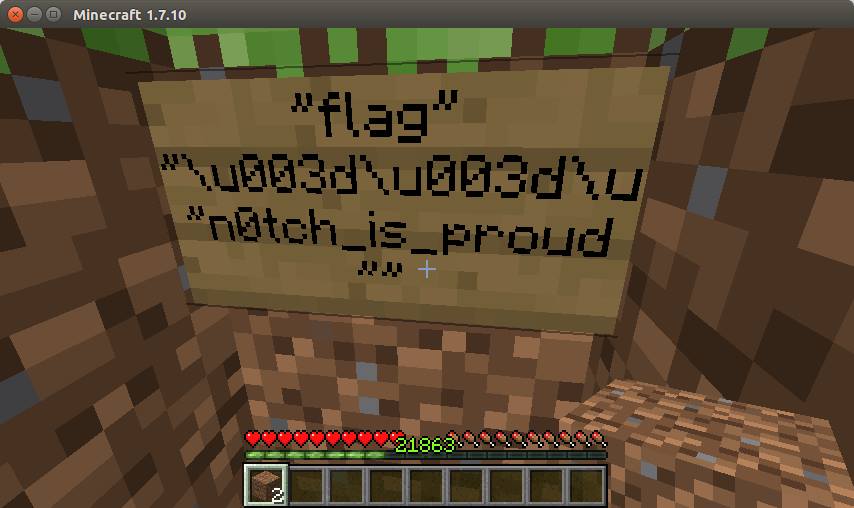 Minecraft 1.7.10
"flag"
"\u003d\u003d\u
"n0tch_is_proud
""
21863
2